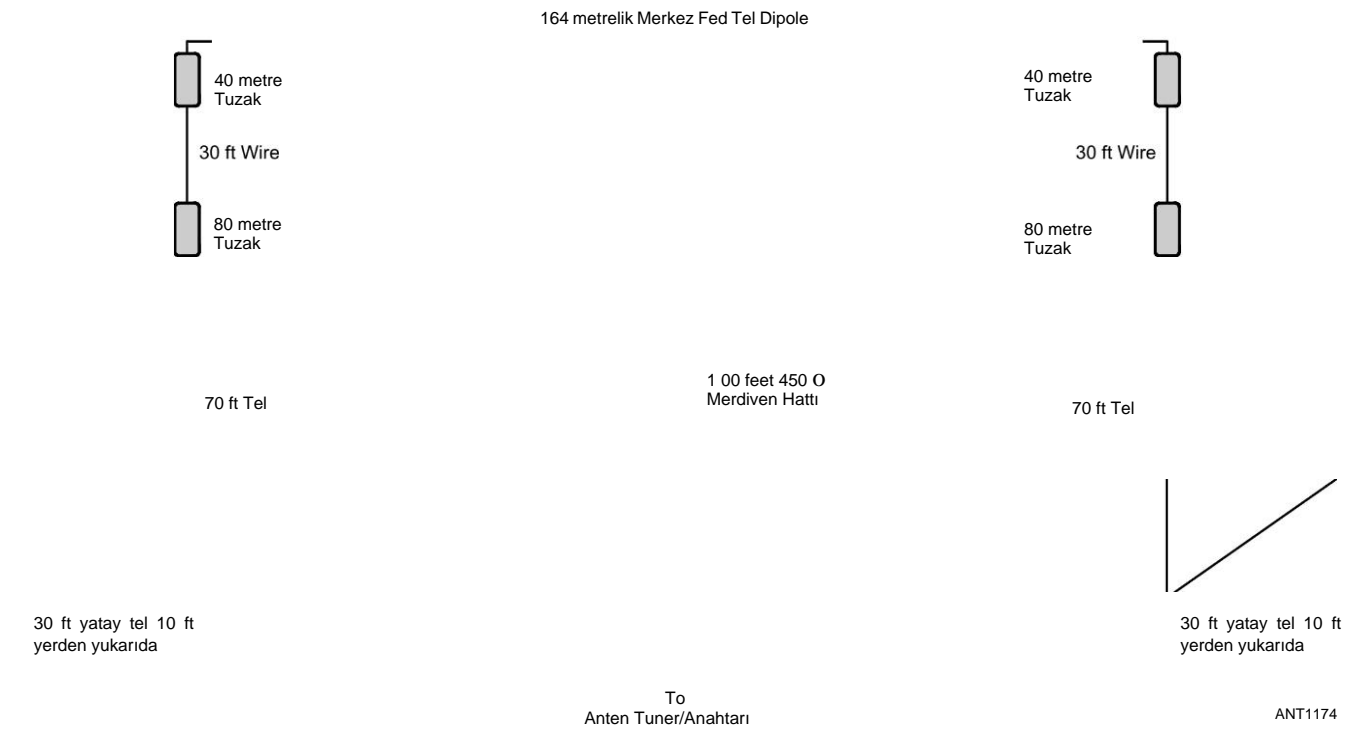 164 metrelik Merkez Fed Tel Dipole
40 metre
Tuzak
40 metre
Tuzak
30 ft Wire
30 ft Wire
80 metre
Tuzak
80 metre
Tuzak
1 00 feet 450 O
Merdiven Hattı
70 ft Tel
70 ft Tel
30 ft yatay tel 10 ft
yerden yukarıda
30 ft yatay tel 10 ft
yerden yukarıda
To
Anten Tuner/Anahtarı
ANT1174